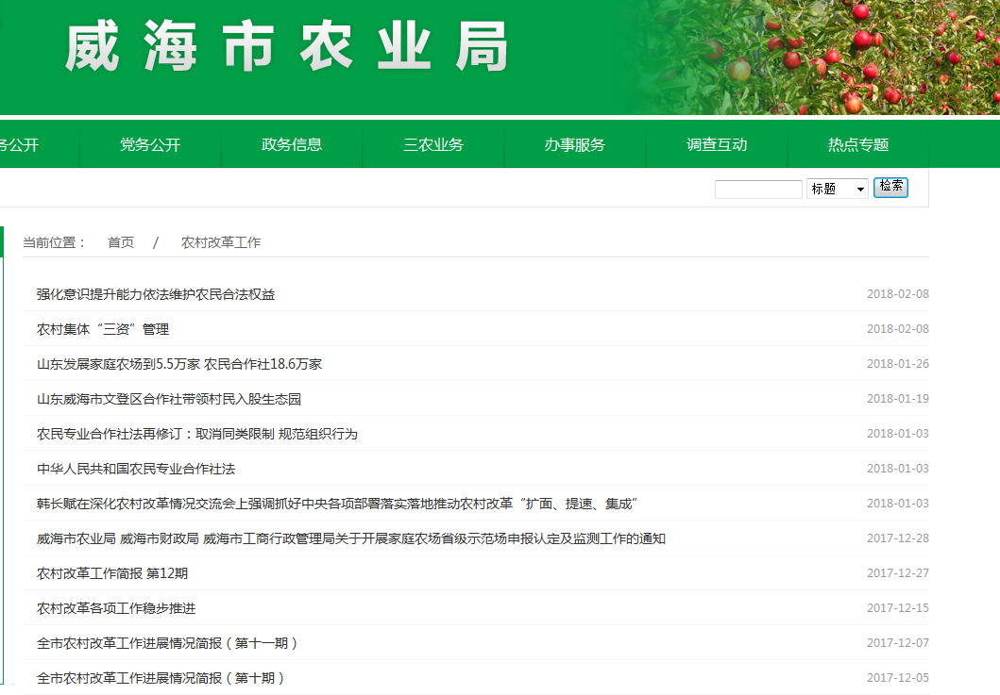 威海市农业局
务公开 党务公开 政务信息 三农业务 办事服务 调查互动 热点专题
标题 检索
当前位置： 首页 / 农村改革工作
强化意识提升能力依法维护农民合法权益 2018-02-08
农村集体“三资”管理 2018-02-08
山东发展家庭农场到5.5万家 农民合作社18.6万家 2018-01-26
山东威海市文登区合作社带领村民入股生态园 2018-01-19
农民专业合作社法再修订：取消同类限制 规范组织行为 2018-01-03
中华人民共和国农民专业合作社法 2018-01-03
韩长赋在深化农村改革情况交流会上强调抓好中央各项部署落实落地推动农村改革“扩面、提速、集成” 2018-01-03
威海市农业局 威海市财政局 威海市工商行政管理局关于开展家庭农场省级示范场申报认定及监测工作的通知 2017-12-28
农村改革工作简报 第12期 2017-12-27
农村改革各项工作稳步推进 2017-12-15
全市农村改革工作进展情况简报（第十一期） 2017-12-07
全市农村改革工作进展情况简报（第十期） 2017-12-05